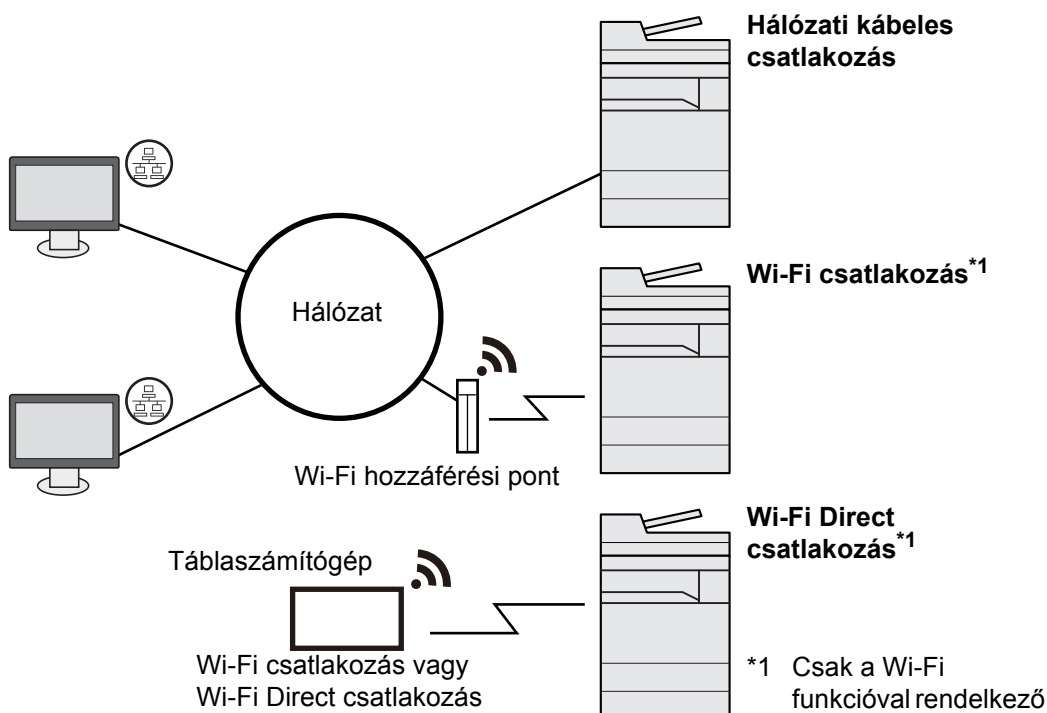 Hálózati kábeles
csatlakozás
Hálózat
Wi-Fi csatlakozás*1
Wi-Fi hozzáférési pont
Wi-Fi Direct
csatlakozás*1
Táblaszámítógép
Wi-Fi csatlakozás vagy
Wi-Fi Direct csatlakozás
*1 Csak a Wi-Fi
funkcióval rendelkező